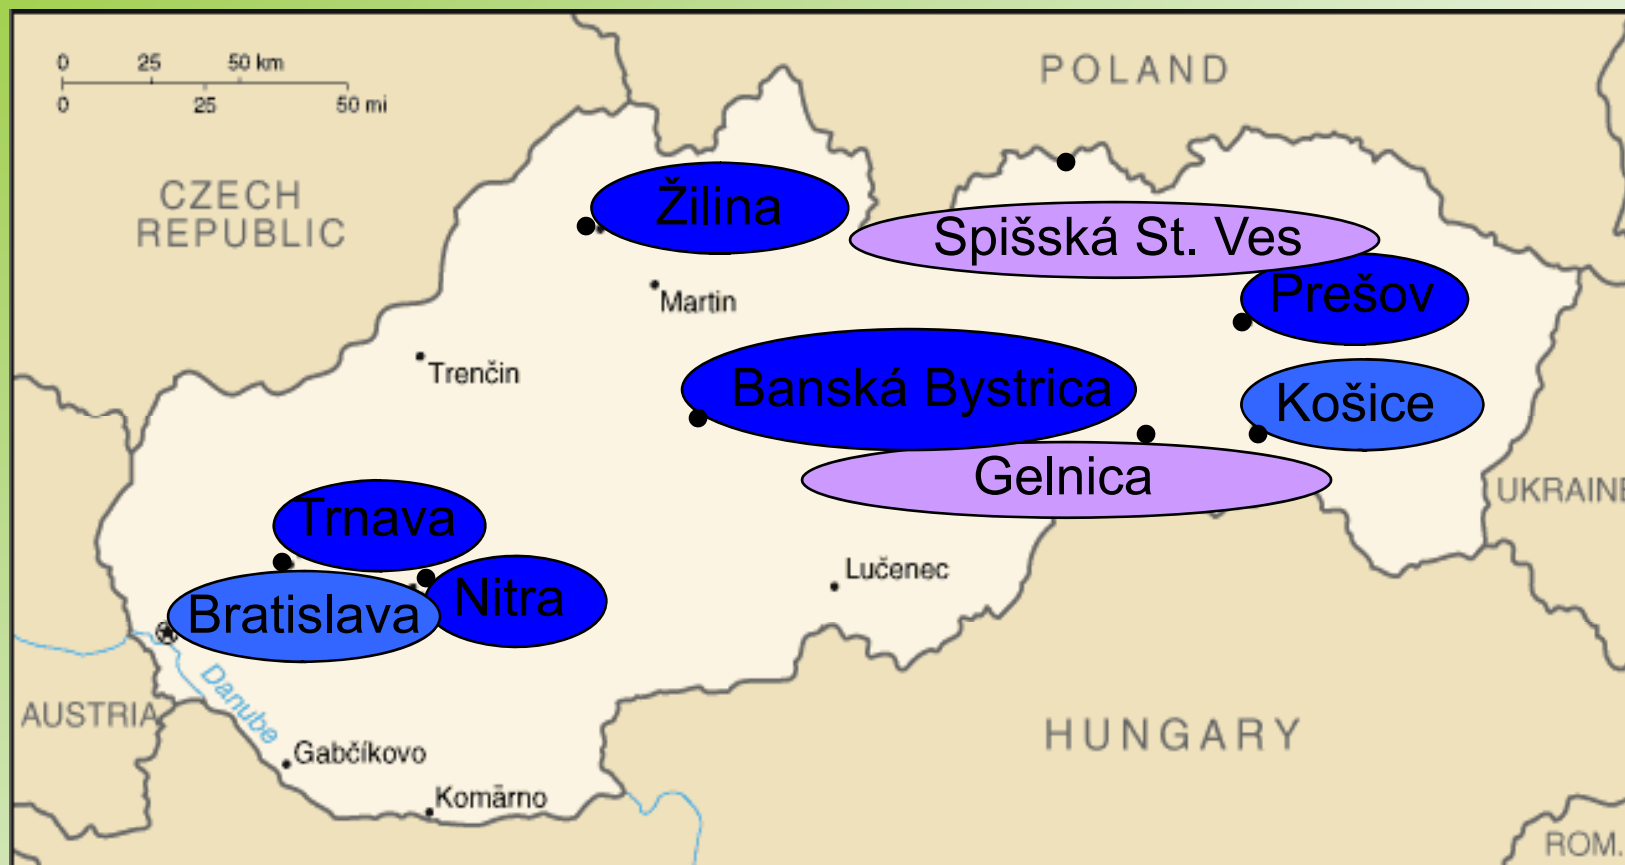 0 25 50 km
0 25 50 mi
POLAND
CZECH
REPUBLIC
Žilina
Spišská St. Ves
Prešov
Martin
Trenčin
Banská Bystrica
Košice
Gelnica
UKRAINE
Trnava
Nitra
Lučenec
Bratislava
Danube
AUSTRIA
HUNGARY
Gabčíkovo
Komārno
ROM.